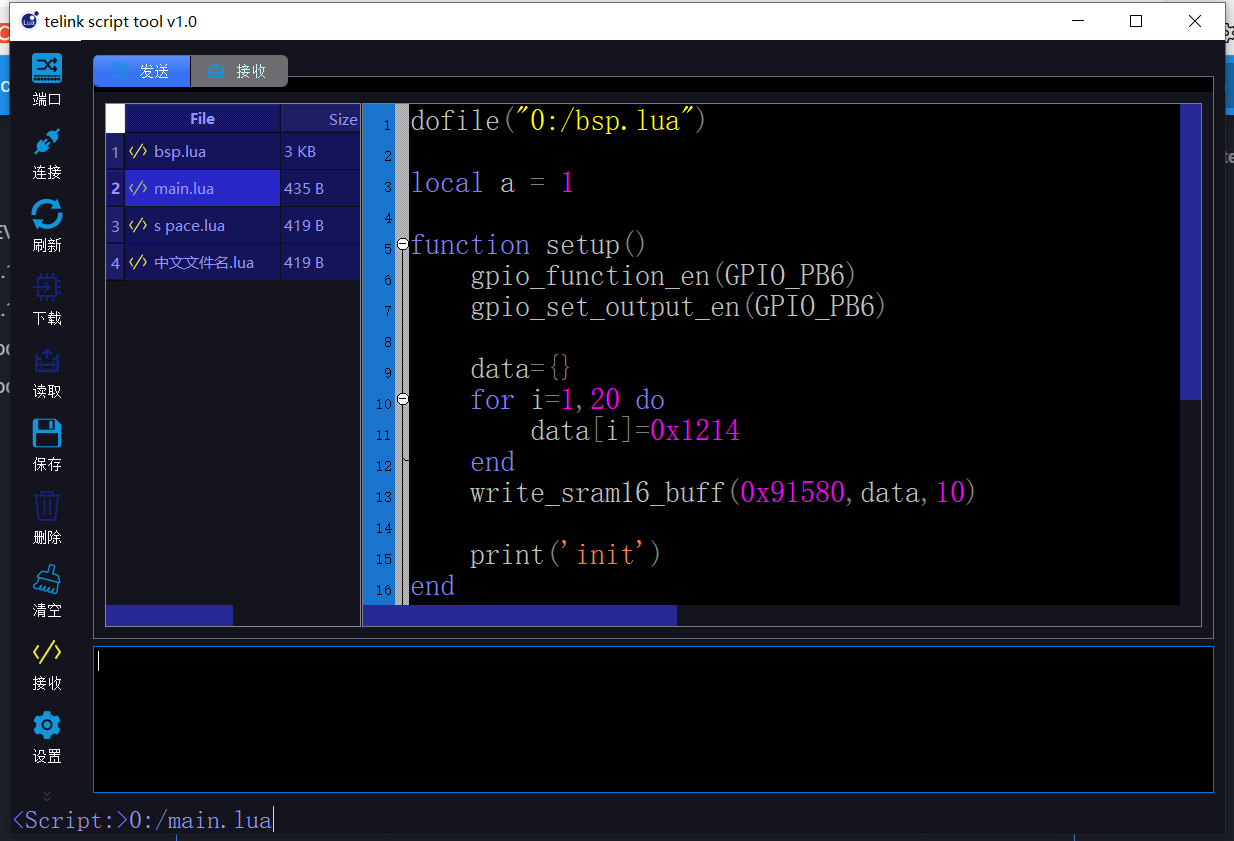 telink script tool v1.0
端口
连接
刷新
下载
读取
保存
删除
清空
接收
设置
发送
接收
File Size
1 bsp.lua 3 KB
2 main.lua 435 B
3 s pace.lua 419 B
4 中文文件名.lua 419 B
1 dofile("0:/bsp.lua")
2
3 local a = 1
4
5 function setup()
6     gpio_function_en(GPIO_PB6)
7     gpio_set_output_en(GPIO_PB6)
8
9     data={}
10     for i=1,20 do
11         data[i]=0x1214
12     end
13     write_sram16_buff(0x91580,data,10)
14
15     print('init')
16 end
<Script:>0:/main.lua